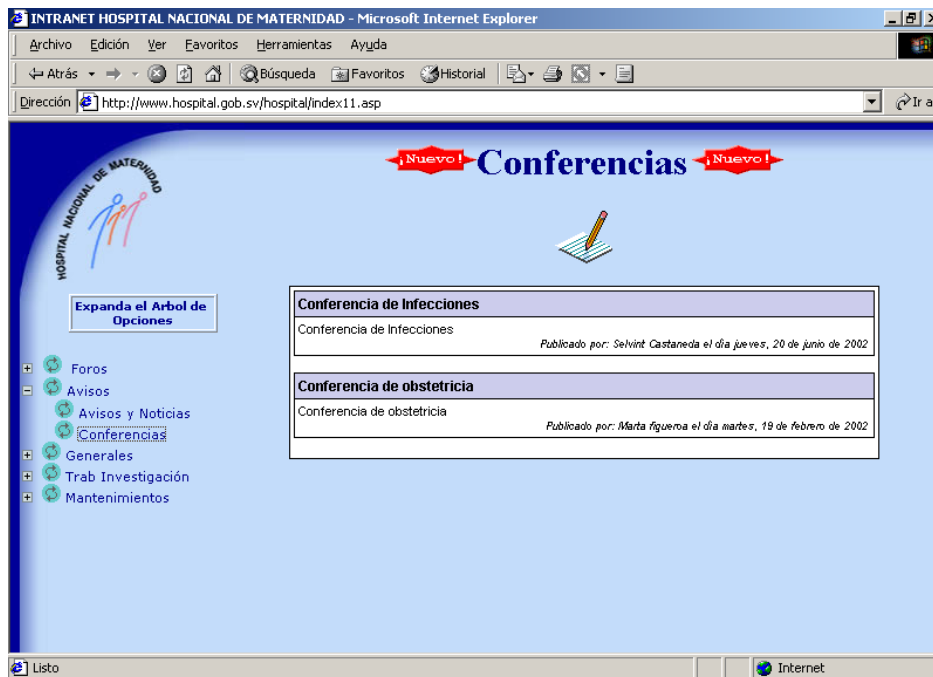 INTRANET HOSPITAL NACIONAL DE MATERNIDAD - Microsoft Internet Explorer
Archivo Edición Ver Favoritos Herramientas Ayuda
Atrás Búsqueda Favoritos Historial
Dirección http://www.hospital.gob.sv/hospital/index11.asp Ir a
HOSPITAL NACIONAL DE MATERNIDAD
¡Nuevo! Conferencias ¡Nuevo!
Expanda el Arbol de
Opciones
Foros
Avisos
Avisos y Noticias
Conferencias
Generales
Trab Investigación
Mantenimientos
Conferencia de Infecciones
Conferencia de Infecciones
Publicado por: Selvint Castaneda el día jueves, 20 de junio de 2002
Conferencia de obstetricia
Conferencia de obstetricia
Publicado por: Marta figueroa el día martes, 19 de febrero de 2002
Listo Internet